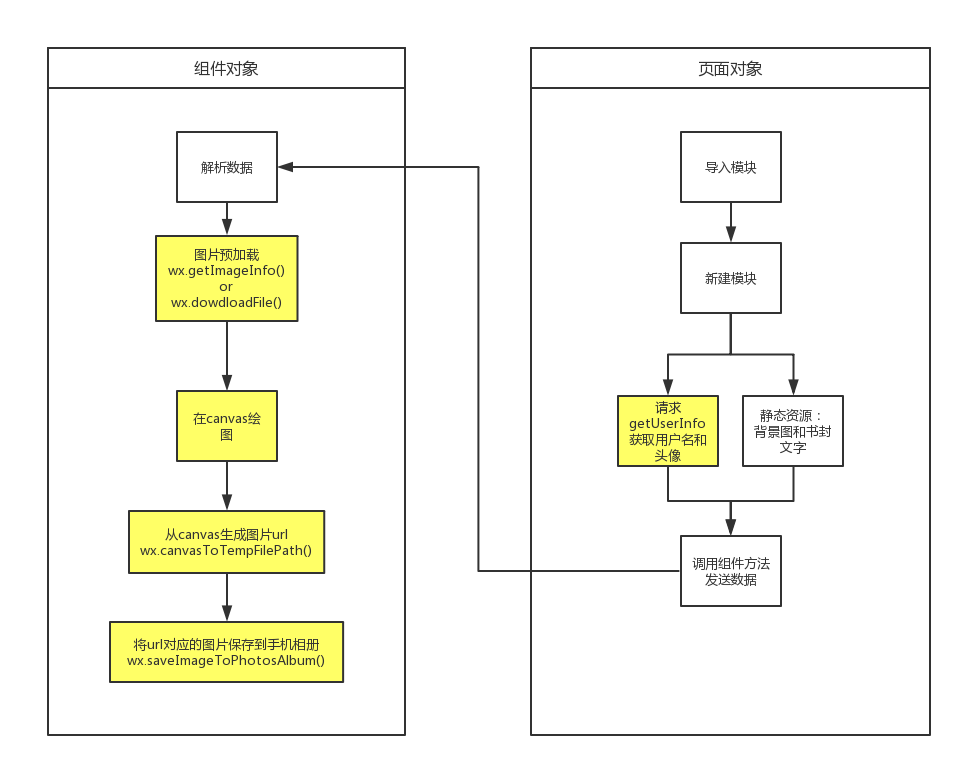 组件对象
解析数据
图片预加载
wx.getImageInfo()
or
wx.dowdloadFile()
在canvas绘
图
从canvas生成图片url
wx.canvasToTempFilePath()
将url对应的图片保存到手机相册
wx.saveImageToPhotosAlbum()
页面对象
导入模块
新建模块
请求
getUserInfo
获取用户名和
头像
静态资源：
背景图和书封
文字
调用组件方法
发送数据